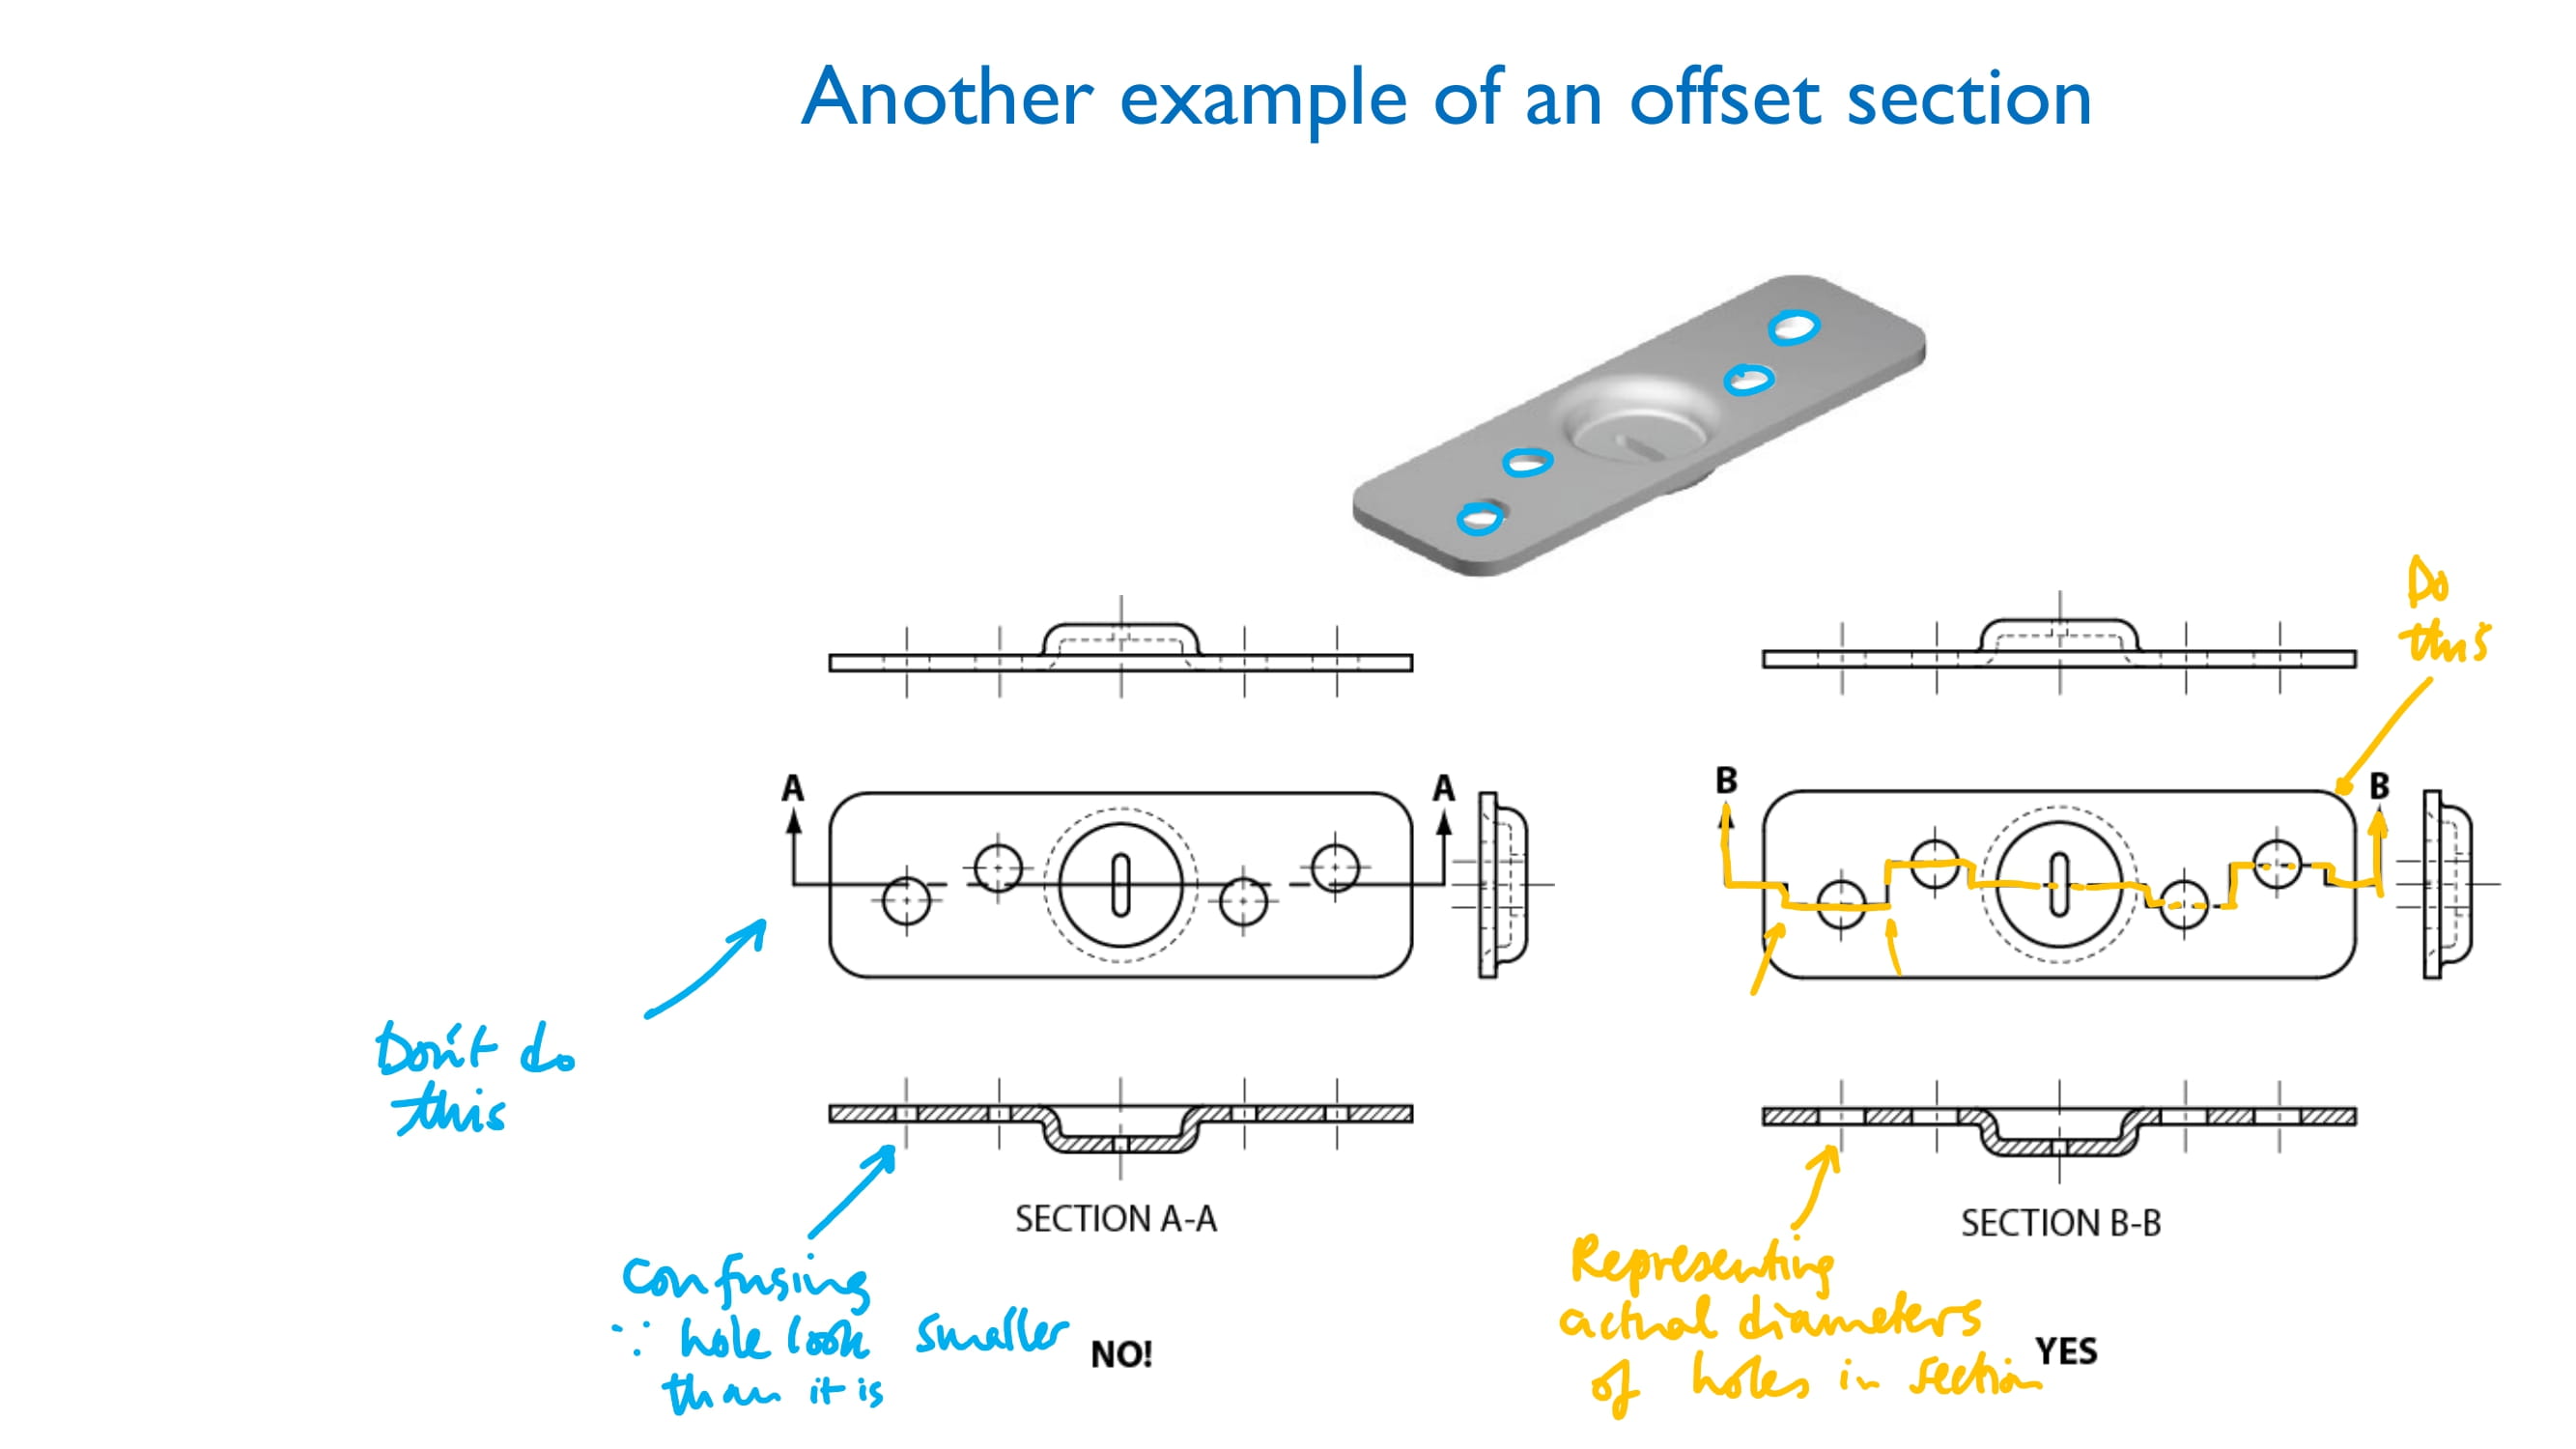 Another example of an offset section
Do
this
A
A
B
B
Don't do
this
SECTION A-A
SECTION B-B
Confusing
∵ hole look smaller
than it is
NO!
Representing
actual diameters
of holes in section
YES